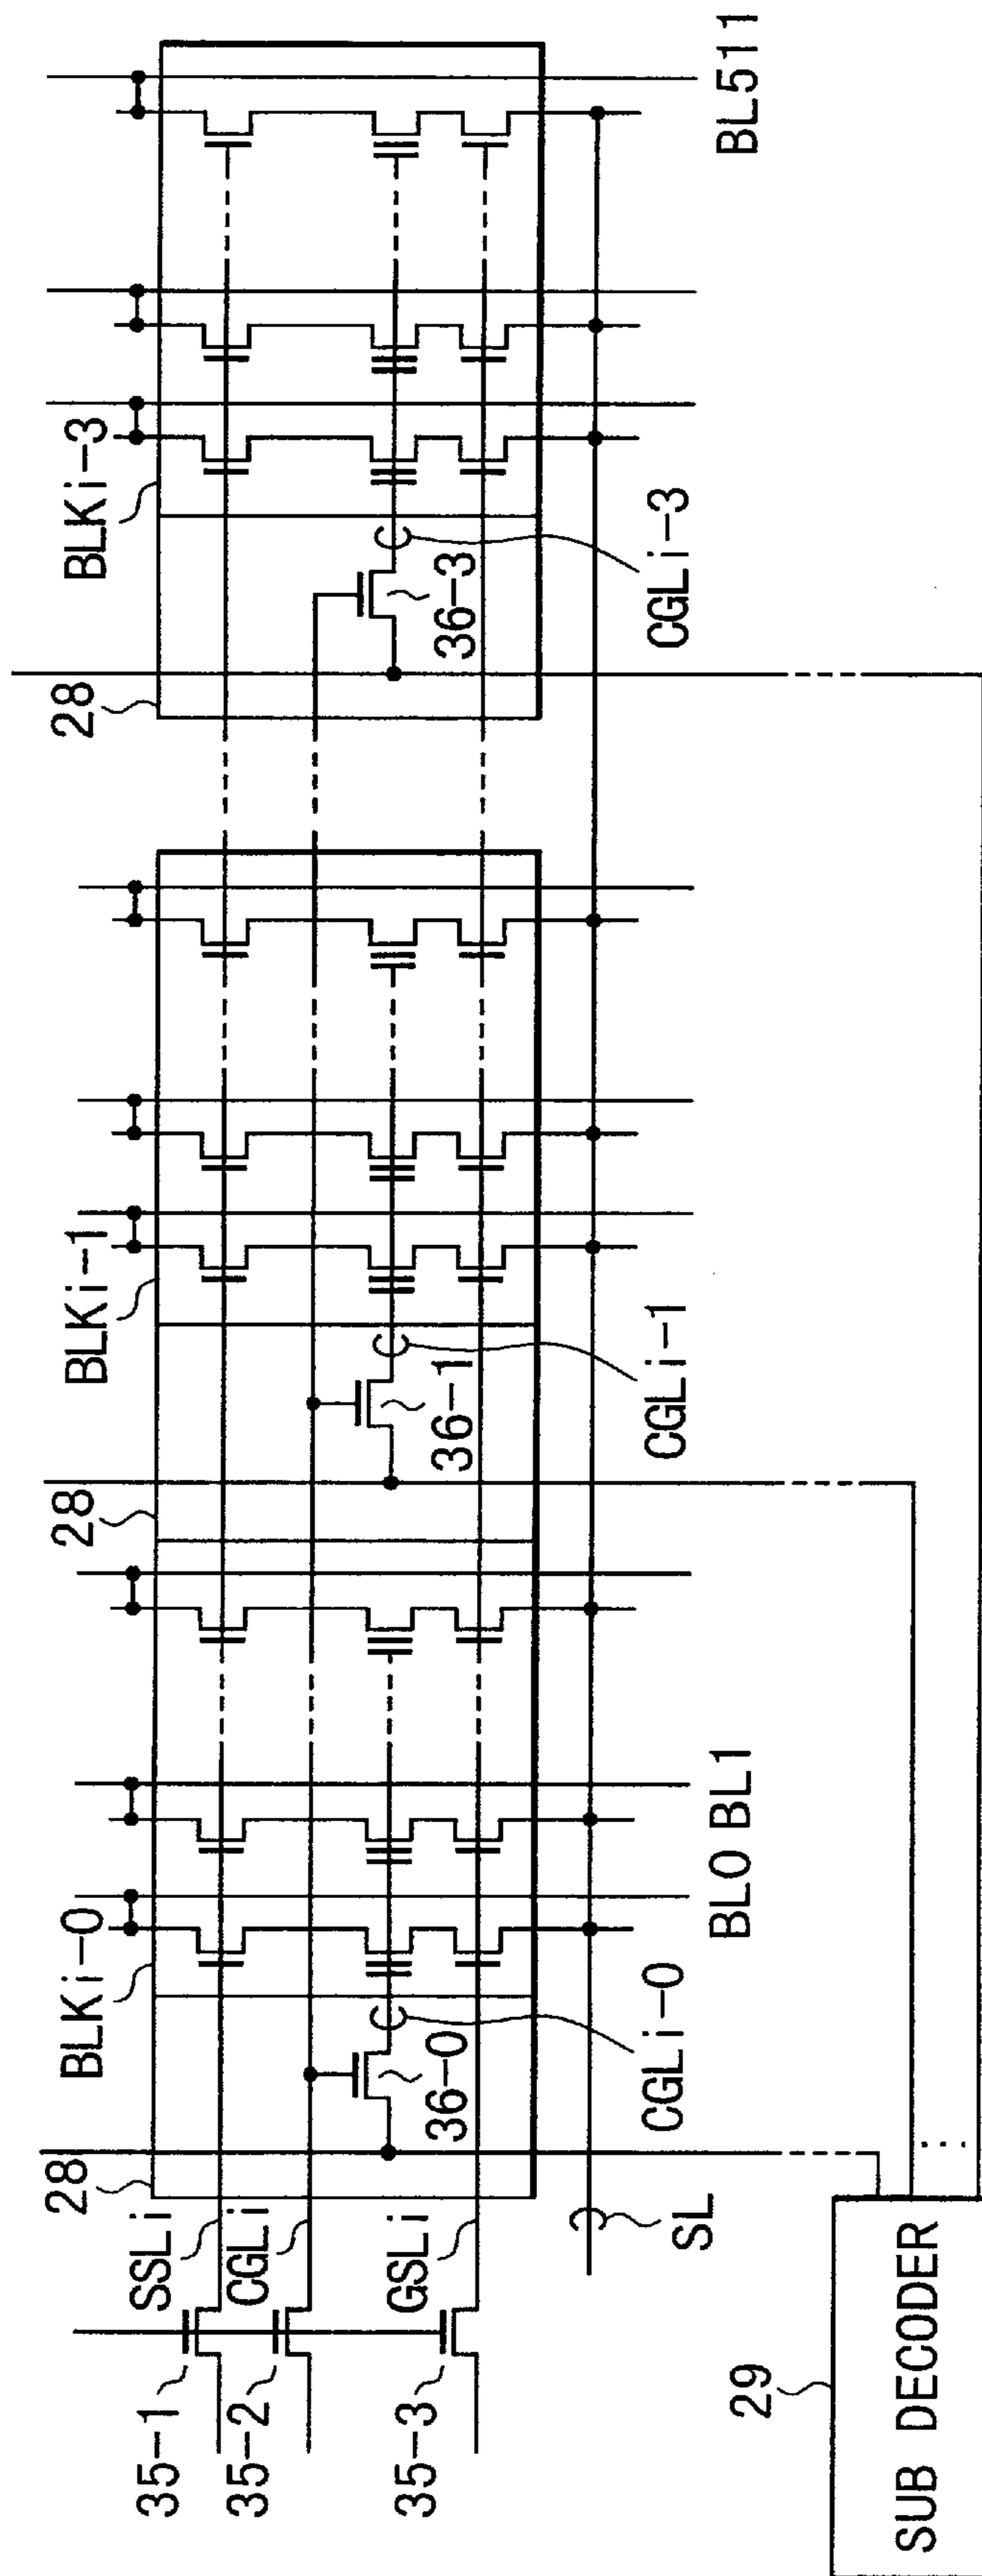 35-1
SSLi
28
BLKi-0
28
BLKi-1
28
BLKi-3
35-2
CGLi
35-3
GSLi
36-0
36-1
36-3
SL
CGLi-0
CGLi-1
CGLi-3
BL0 BL1
BL511
29
SUB DECODER